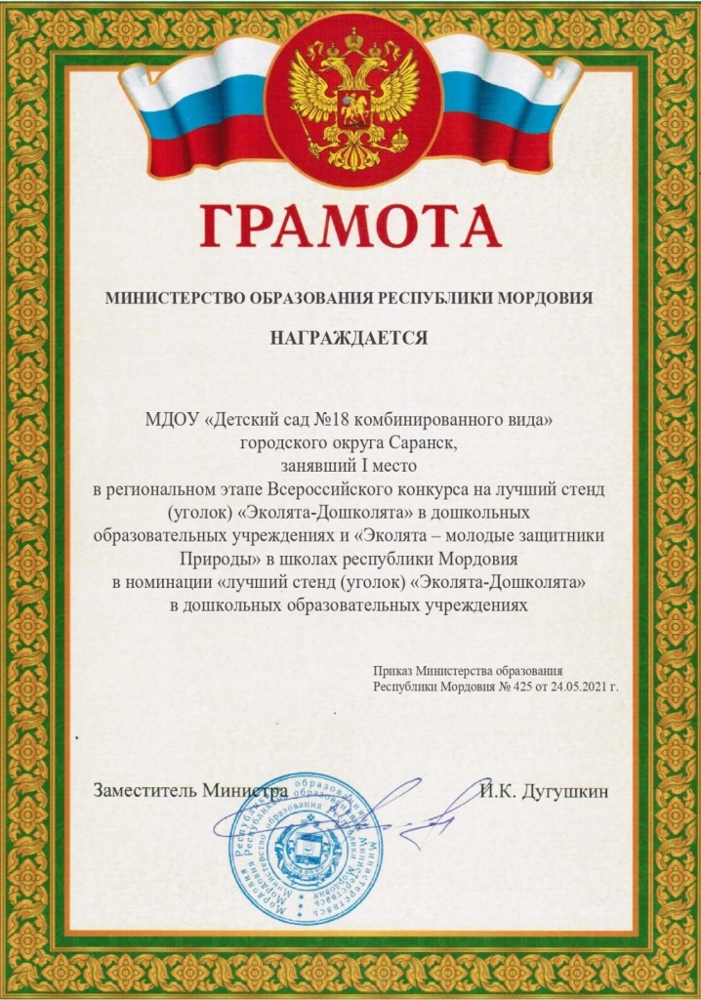 ГРАМОТА
МИНИСТЕРСТВО ОБРАЗОВАНИЯ РЕСПУБЛИКИ МОРДОВИЯ
НАГРАЖДАЕТСЯ
МДОУ «Детский сад №18 комбинированного вида»
городского округа Саранск,
занявший I место
в региональном этапе Всероссийского конкурса на лучший стенд
(уголок) «Эколята-Дошколята» в дошкольных
образовательных учреждениях и «Эколята – молодые защитники
Природы» в школах республики Мордовия
в номинации «лучший стенд (уголок) «Эколята-Дошколята»
в дошкольных образовательных учреждениях
Приказ Министерства образования
Республики Мордовия № 425 от 24.05.2021 г.
Заместитель Министра И.К. Дугушкин